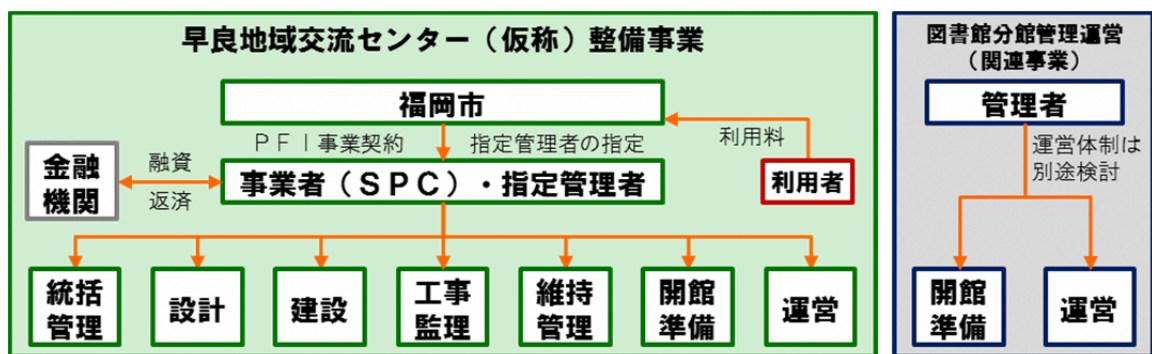 早良地域交流センター（仮称）整備事業
福岡市
ＰＦＩ事業契約
指定管理者の指定
利用料
金融
機関
融資
返済
事業者（ＳＰＣ）・指定管理者
利用者
統括
管理
設計
建設
工事
監理
維持
管理
開館
準備
運営
図書館分館管理運営
（関連事業）
管理者
運営体制は
別途検討
開館
準備
運営